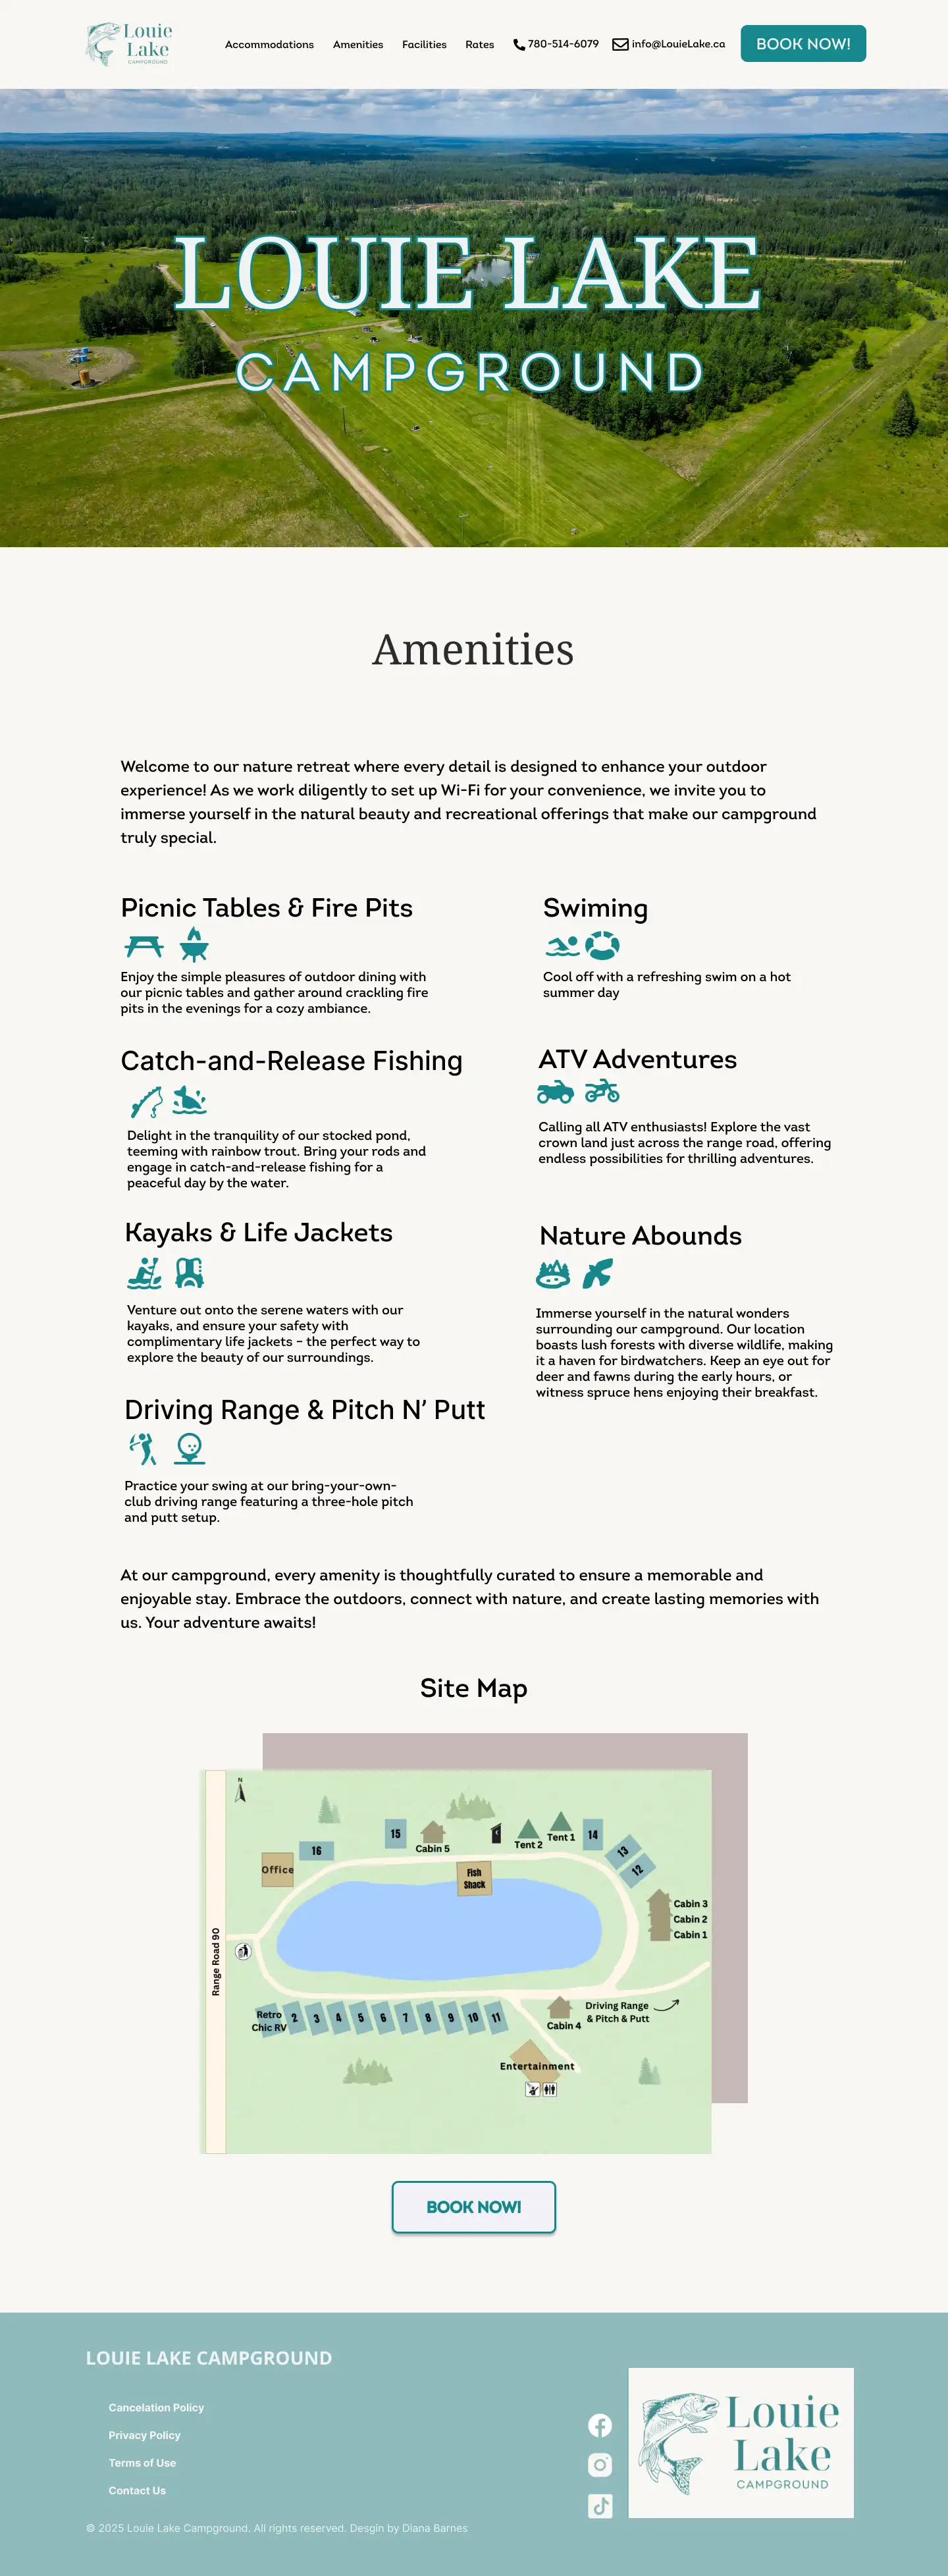 Louie
Lake
CAMPGROUND
Accommodations Amenities Facilities Rates 780-514-6079 info@LouieLake.ca BOOK NOW!
LOUIE LAKE
CAMPGROUND
Amenities
Welcome to our nature retreat where every detail is designed to enhance your outdoor
experience! As we work diligently to set up Wi-Fi for your convenience, we invite you to
immerse yourself in the natural beauty and recreational offerings that make our campground
truly special.
Picnic Tables & Fire Pits
Enjoy the simple pleasures of outdoor dining with
our picnic tables and gather around crackling fire
pits in the evenings for a cozy ambiance.
Swiming
Cool off with a refreshing swim on a hot
summer day
Catch-and-Release Fishing
Delight in the tranquility of our stocked pond,
teeming with rainbow trout. Bring your rods and
engage in catch-and-release fishing for a
peaceful day by the water.
ATV Adventures
Calling all ATV enthusiasts! Explore the vast
crown land just across the range road, offering
endless possibilities for thrilling adventures.
Kayaks & Life Jackets
Venture out onto the serene waters with our
kayaks, and ensure your safety with
complimentary life jackets – the perfect way to
explore the beauty of our surroundings.
Nature Abounds
Immerse yourself in the natural wonders
surrounding our campground. Our location
boasts lush forests with diverse wildlife, making
it a haven for birdwatchers. Keep an eye out for
deer and fawns during the early hours, or
witness spruce hens enjoying their breakfast.
Driving Range & Pitch N’ Putt
Practice your swing at our bring-your-own-
club driving range featuring a three-hole pitch
and putt setup.
At our campground, every amenity is thoughtfully curated to ensure a memorable and
enjoyable stay. Embrace the outdoors, connect with nature, and create lasting memories with
us. Your adventure awaits!
Site Map
N
15
Cabin 5
Tent 2
Tent 1
14
16
13
12
Office
Fish
Shack
Cabin 3
Cabin 2
Cabin 1
Range Road 90
Retro
Chic RV
2 3 4 5 6 7 8 9 10 11
Cabin 4
Driving Range
& Pitch & Putt
Entertainment
BOOK NOW!
LOUIE LAKE CAMPGROUND
Cancelation Policy
Privacy Policy
Terms of Use
Contact Us
© 2025 Louie Lake Campground. All rights reserved. Desgin by Diana Barnes
Louie
Lake
CAMPGROUND